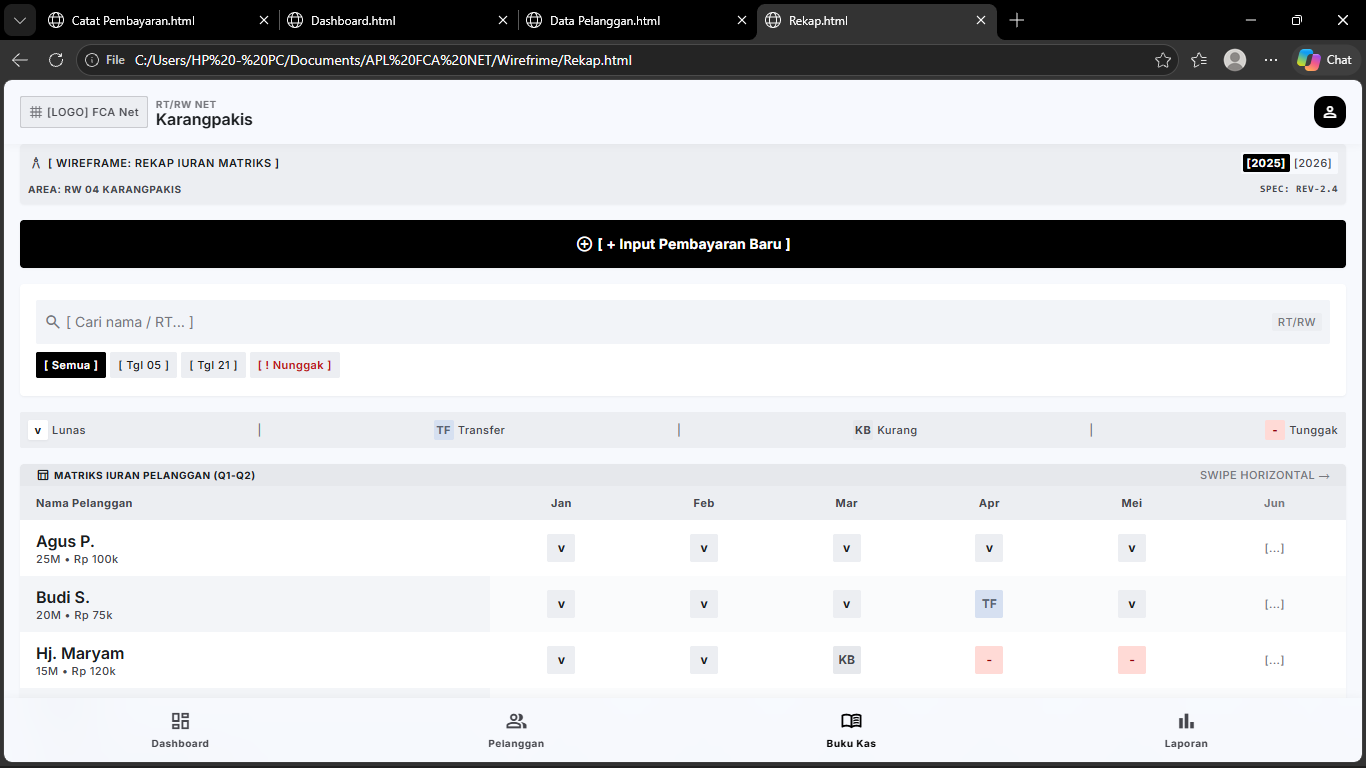 Catat Pembayaran.html
Dashboard.html
Data Pelanggan.html
Rekap.html
File C:/Users/HP%20-%20PC/Documents/APL%20FCA%20NET/Wirefrime/Rekap.html
Chat
[LOGO] FCA Net
RT/RW NET
Karangpakis
[ WIREFRAME: REKAP IURAN MATRIKS ]
[2025] [2026]
AREA: RW 04 KARANGPAKIS
SPEC: REV-2.4
[ + Input Pembayaran Baru ]
[ Cari nama / RT... ]
RT/RW
[ Semua ] [ Tgl 05 ] [ Tgl 21 ] [ ! Nunggak ]
v Lunas | TF Transfer | KB Kurang | - Tunggak
MATRIKS IURAN PELANGGAN (Q1-Q2)
SWIPE HORIZONTAL →
Nama Pelanggan Jan Feb Mar Apr Mei Jun
Agus P.
25M • Rp 100k
v v v v v [...]
Budi S.
20M • Rp 75k
v v v TF v [...]
Hj. Maryam
15M • Rp 120k
v v KB - - [...]
Dashboard
Pelanggan
Buku Kas
Laporan